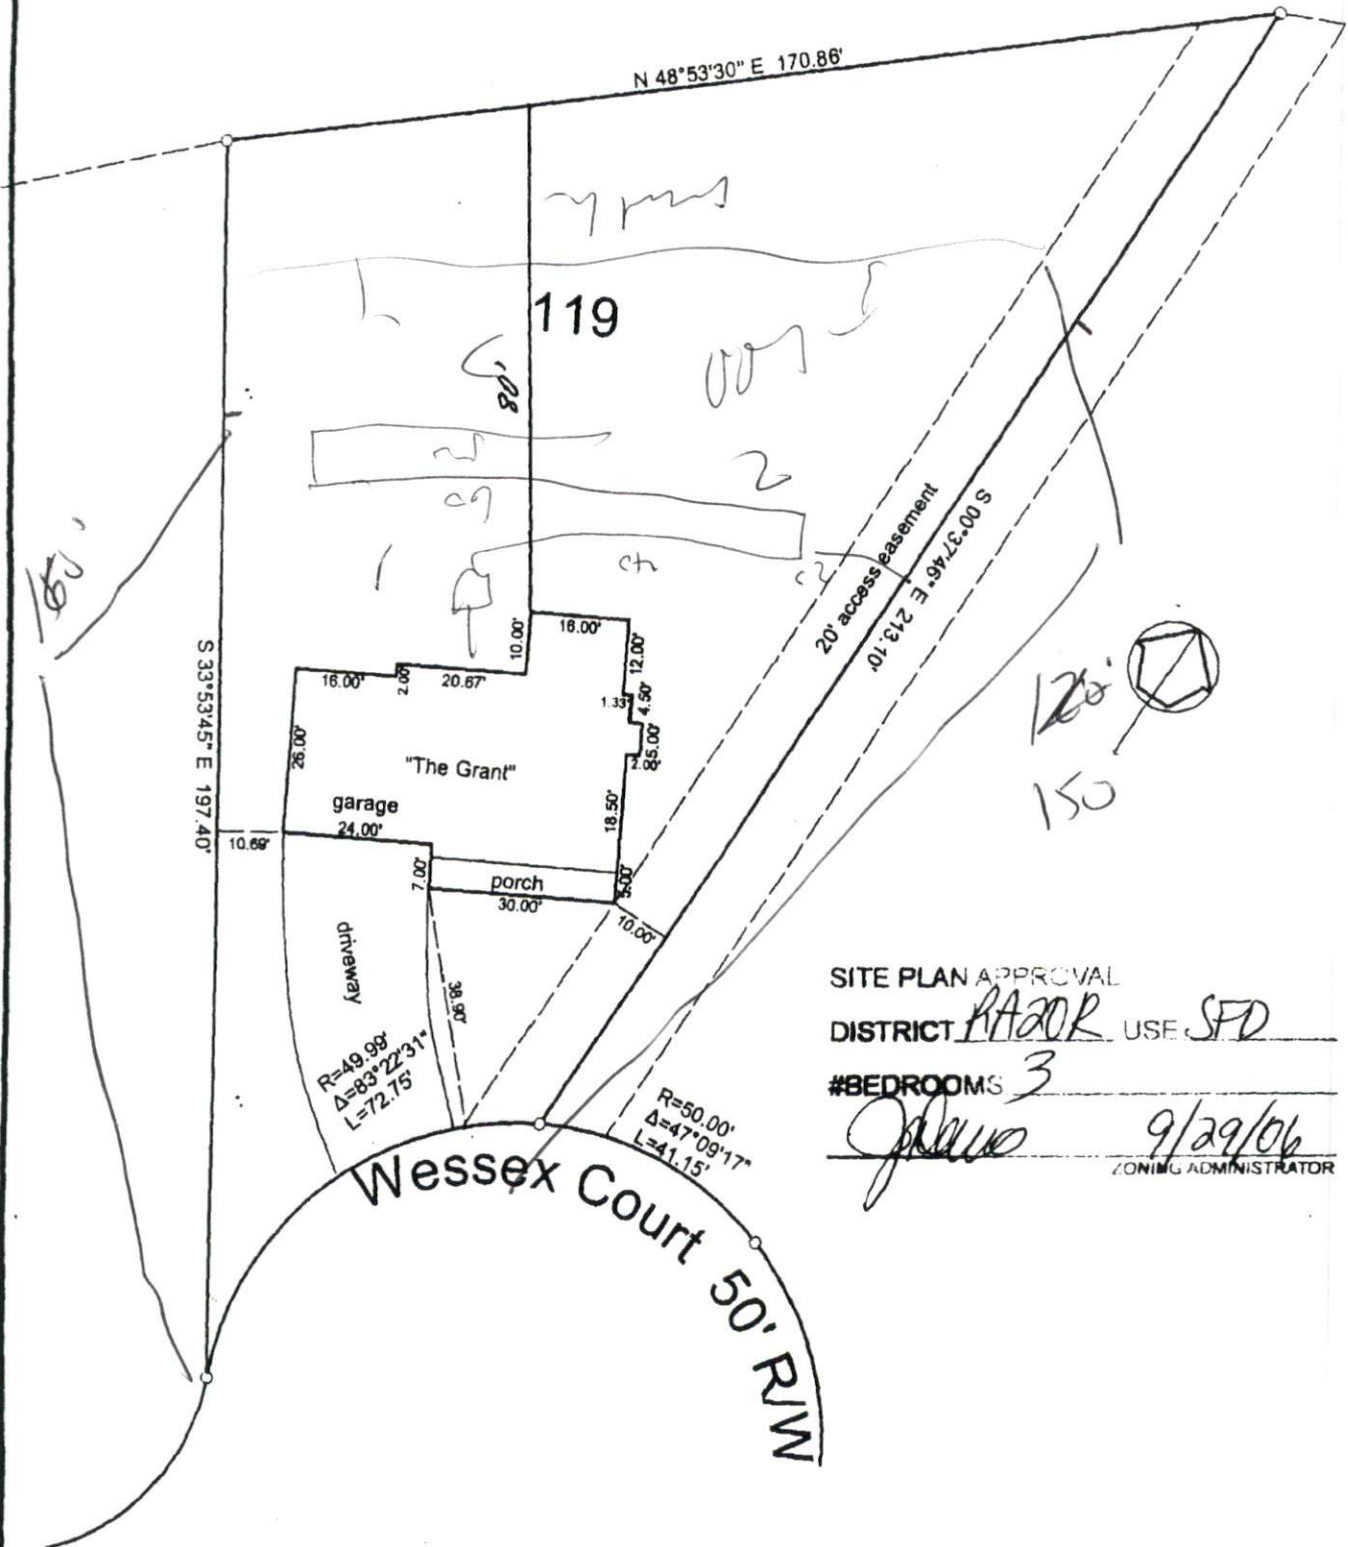 N 48°53'30" E 170.86'
119
80'
150'
S 33°53'45" E 197.40'
20' access easement
S 00°37'46" E 213.10'
16.00'
10.00'
12.00'
16.00'
2.00'
20.67'
1.33'
4.50'
5.00'
2.00'
26.00'
"The Grant"
18.50'
garage
24.00'
10.69'
7.00'
porch
30.00'
5.00'
10.00'
120'
150
driveway
38.90'
R=49.99'
Δ=83°22'31"
L=72.75'
R=50.00'
Δ=47°09'17"
L=41.15'
Wessex Court 50' R/W
SITE PLAN APPROVAL
DISTRICT RA20R USE SFD
#BEDROOMS 3
9/29/06
ZONING ADMINISTRATOR